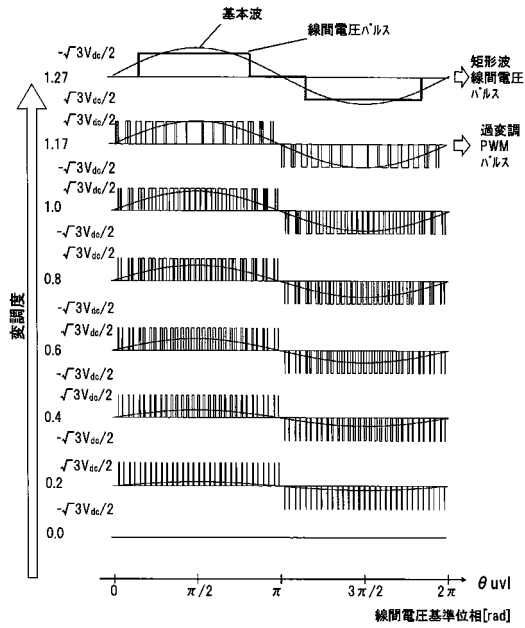 基本波
線間電圧パルス
-√3Vdc/2
1.27
矩形波
線間電圧
パルス
√3Vdc/2
√3Vdc/2
1.17
過変調
PWM
パルス
-√3Vdc/2
√3Vdc/2
1.0
-√3Vdc/2
√3Vdc/2
0.8
-√3Vdc/2
√3Vdc/2
0.6
-√3Vdc/2
√3Vdc/2
0.4
-√3Vdc/2
√3Vdc/2
0.2
-√3Vdc/2
0.0
変調度
0 π/2 π 3π/2 2π
θuvl
線間電圧基準位相[rad]